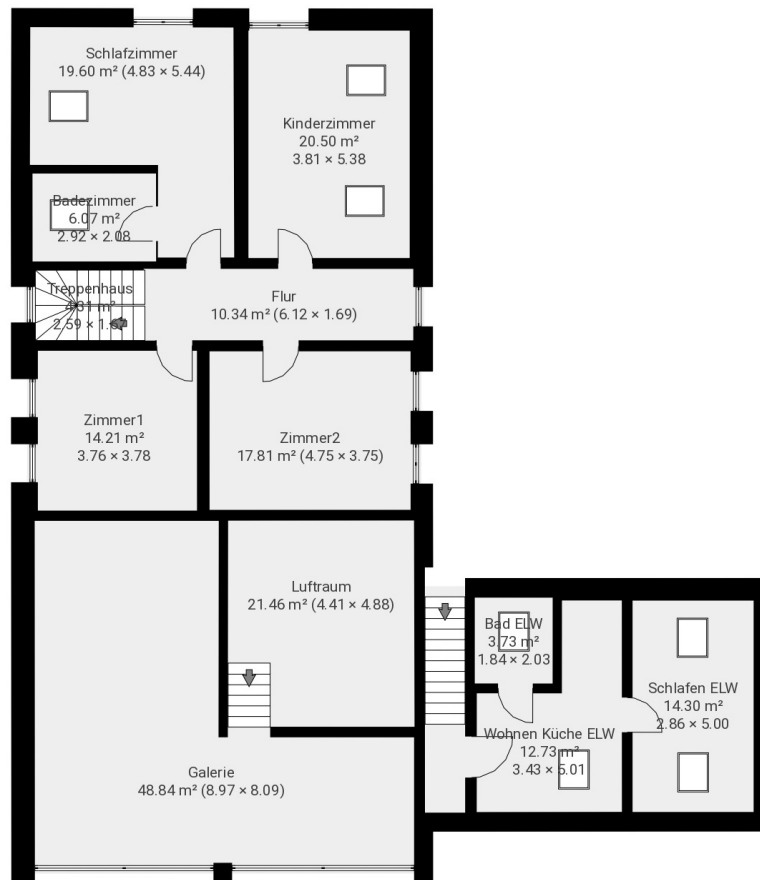 Schlafzimmer
19.60 m² (4.83 × 5.44)
Kinderzimmer
20.50 m²
3.81 × 5.38
Badezimmer
6.07 m²
2.92 × 2.08
Treppenhaus
4.31 m²
2.59 × 1.67
Flur
10.34 m² (6.12 × 1.69)
Zimmer1
14.21 m²
3.76 × 3.78
Zimmer2
17.81 m² (4.75 × 3.75)
Luftraum
21.46 m² (4.41 × 4.88)
Bad ELW
3.73 m²
1.84 × 2.03
Schlafen ELW
14.30 m²
2.86 × 5.00
Wohnen Küche ELW
12.73 m²
3.43 × 5.01
Galerie
48.84 m² (8.97 × 8.09)